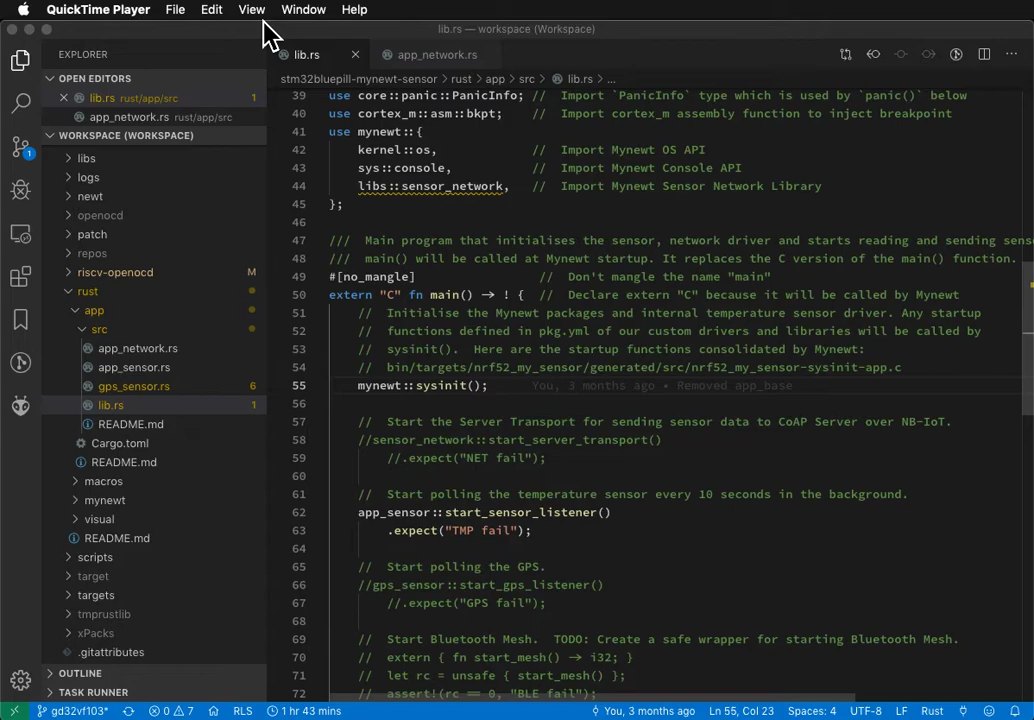 QuickTime Player File Edit View Window Help
lib.rs — workspace (Workspace)
EXPLORER
OPEN EDITORS
lib.rs rust/app/src 1
app_network.rs rust/app/src
WORKSPACE (WORKSPACE)
libs
logs
newt
openocd
patch
repos
riscv-openocd M
rust
app
src
app_network.rs
app_sensor.rs
gps_sensor.rs 6
lib.rs 1
README.md
Cargo.toml
README.md
macros
mynewt
visual
README.md
scripts
target
targets
tmprustlib
xPacks
.gitattributes
OUTLINE
TASK RUNNER
1
lib.rs
app_network.rs
stm32bluepill-mynewt-sensor › rust › app › src › lib.rs › ...
39 use core::panic::PanicInfo; // Import `PanicInfo` type which is used by `panic()` below
40 use cortex_m::asm::bkpt; // Import cortex_m assembly function to inject breakpoint
41 use mynewt::{
42 kernel::os, // Import Mynewt OS API
43 sys::console, // Import Mynewt Console API
44 libs::sensor_network, // Import Mynewt Sensor Network Library
45 };
46
47 /// Main program that initialises the sensor, network driver and starts reading and sending senso
48 /// main() will be called at Mynewt startup. It replaces the C version of the main() function.
49 #[no_mangle] // Don't mangle the name "main"
50 extern "C" fn main() → ! { // Declare extern "C" because it will be called by Mynewt
51 // Initialise the Mynewt packages and internal temperature sensor driver. Any startup
52 // functions defined in pkg.yml of our custom drivers and libraries will be called by
53 // sysinit(). Here are the startup functions consolidated by Mynewt:
54 // bin/targets/nrf52_my_sensor/generated/src/nrf52_my_sensor-sysinit-app.c
55 mynewt::sysinit(); You, 3 months ago • Removed app_base
56
57 // Start the Server Transport for sending sensor data to CoAP Server over NB-IoT.
58 //sensor_network::start_server_transport()
59 //.expect("NET fail");
60
61 // Start polling the temperature sensor every 10 seconds in the background.
62 app_sensor::start_sensor_listener()
63 .expect("TMP fail");
64
65 // Start polling the GPS.
66 //gps_sensor::start_gps_listener()
67 //.expect("GPS fail");
68
69 // Start Bluetooth Mesh. TODO: Create a safe wrapper for starting Bluetooth Mesh.
70 // extern { fn start_mesh() → i32; }
71 // let rc = unsafe { start_mesh() };
72 // assert!(rc == 0, "BLE fail");
gd32vf103* 0 7 RLS 1 hr 43 mins You, 3 months ago Ln 55, Col 23 Spaces: 4 UTF-8 LF Rust